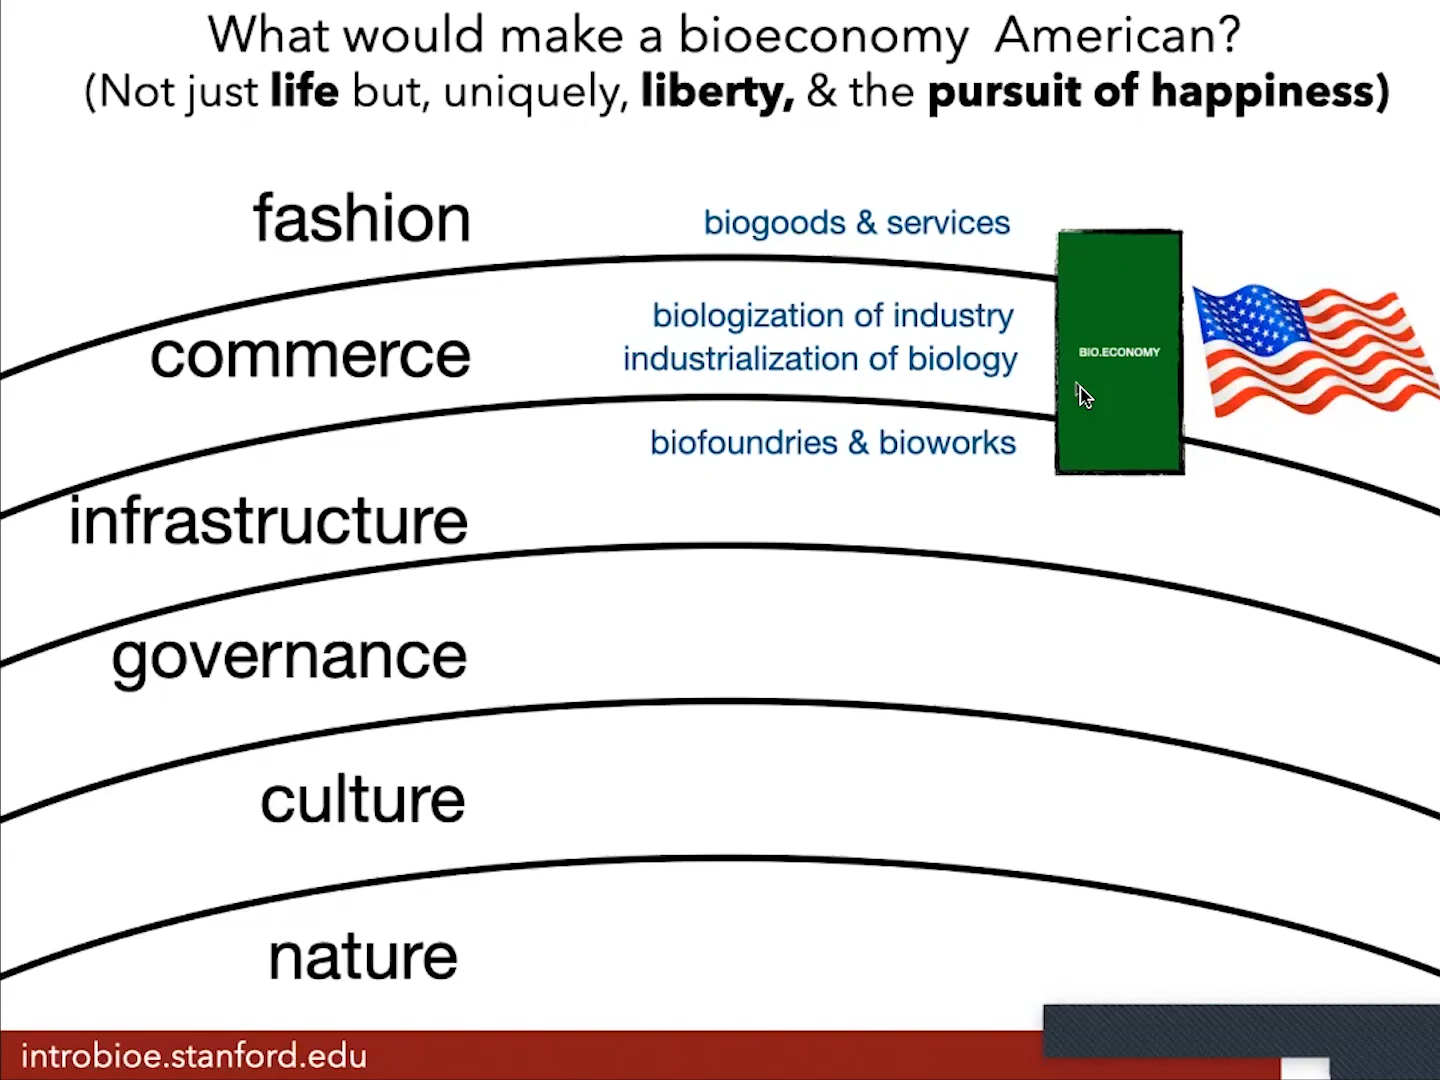 What would make a bioeconomy American?
(Not just life but, uniquely, liberty, & the pursuit of happiness)
fashion
biogoods & services
commerce
biologization of industry
industrialization of biology
BIO.ECONOMY
biofoundries & bioworks
infrastructure
governance
culture
nature
introbioe.stanford.edu